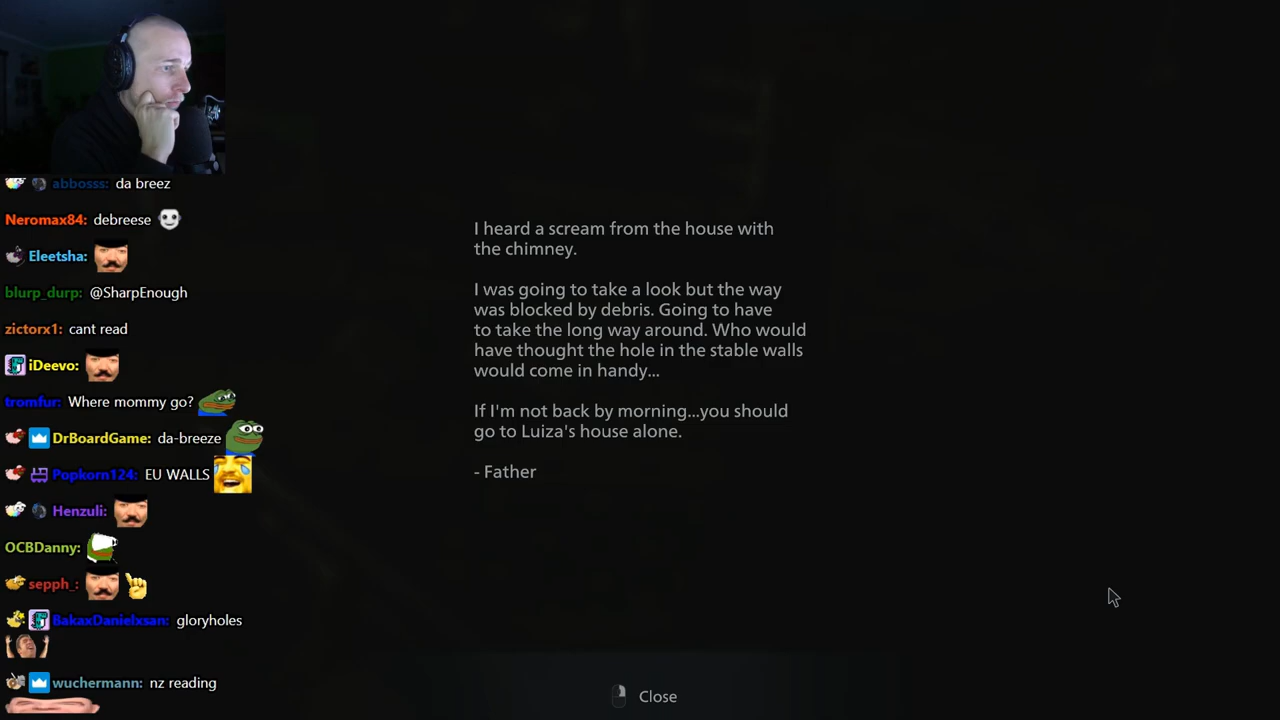 abbosss: da breez
Neromax84: debreese
Eleetsha:
blurp_durp: @SharpEnough
zictorx1: cant read
iDeevo:
tromfur: Where mommy go?
DrBoardGame: da-breeze
Popkorn124: EU WALLS
Henzuli:
OCBDanny:
sepph_:
BakaxDanielxsan: gloryholes
wuchermann: nz reading
I heard a scream from the house with
the chimney.
I was going to take a look but the way
was blocked by debris. Going to have
to take the long way around. Who would
have thought the hole in the stable walls
would come in handy...
If I'm not back by morning...you should
go to Luiza's house alone.
- Father
Close